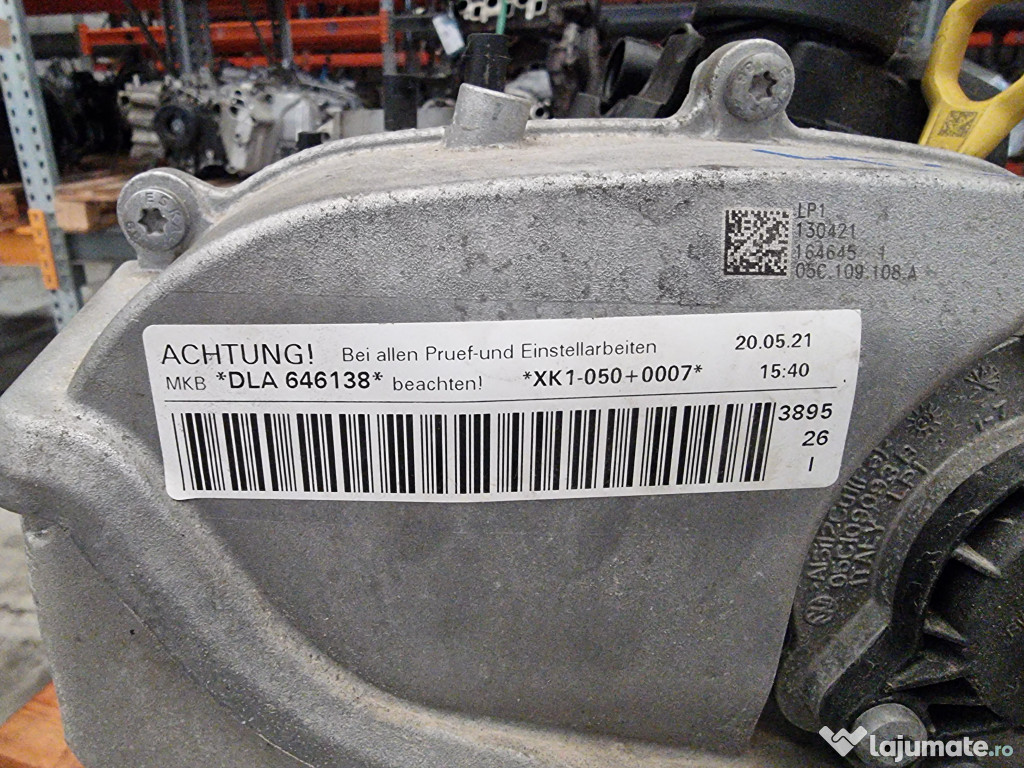 LP1
130421
164645 1
05C.109.108.A
ACHTUNG! Bei allen Pruef-und Einstellarbeiten 20.05.21
MKB *DLA 646138* beachten! *XK1-050+0007* 15:40
3895
26
I
ITALY
lajumate.ro